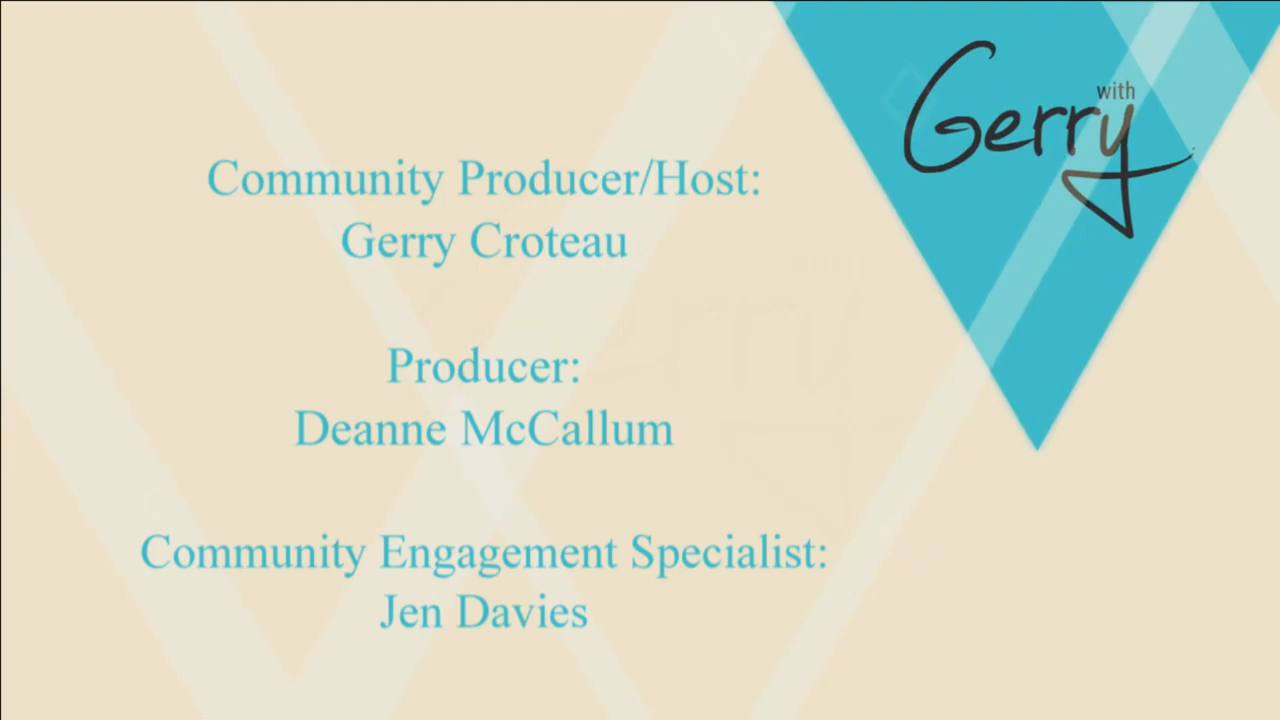 with
Gerry
Community Producer/Host:
Gerry Croteau
Producer:
Deanne McCallum
Community Engagement Specialist:
Jen Davies